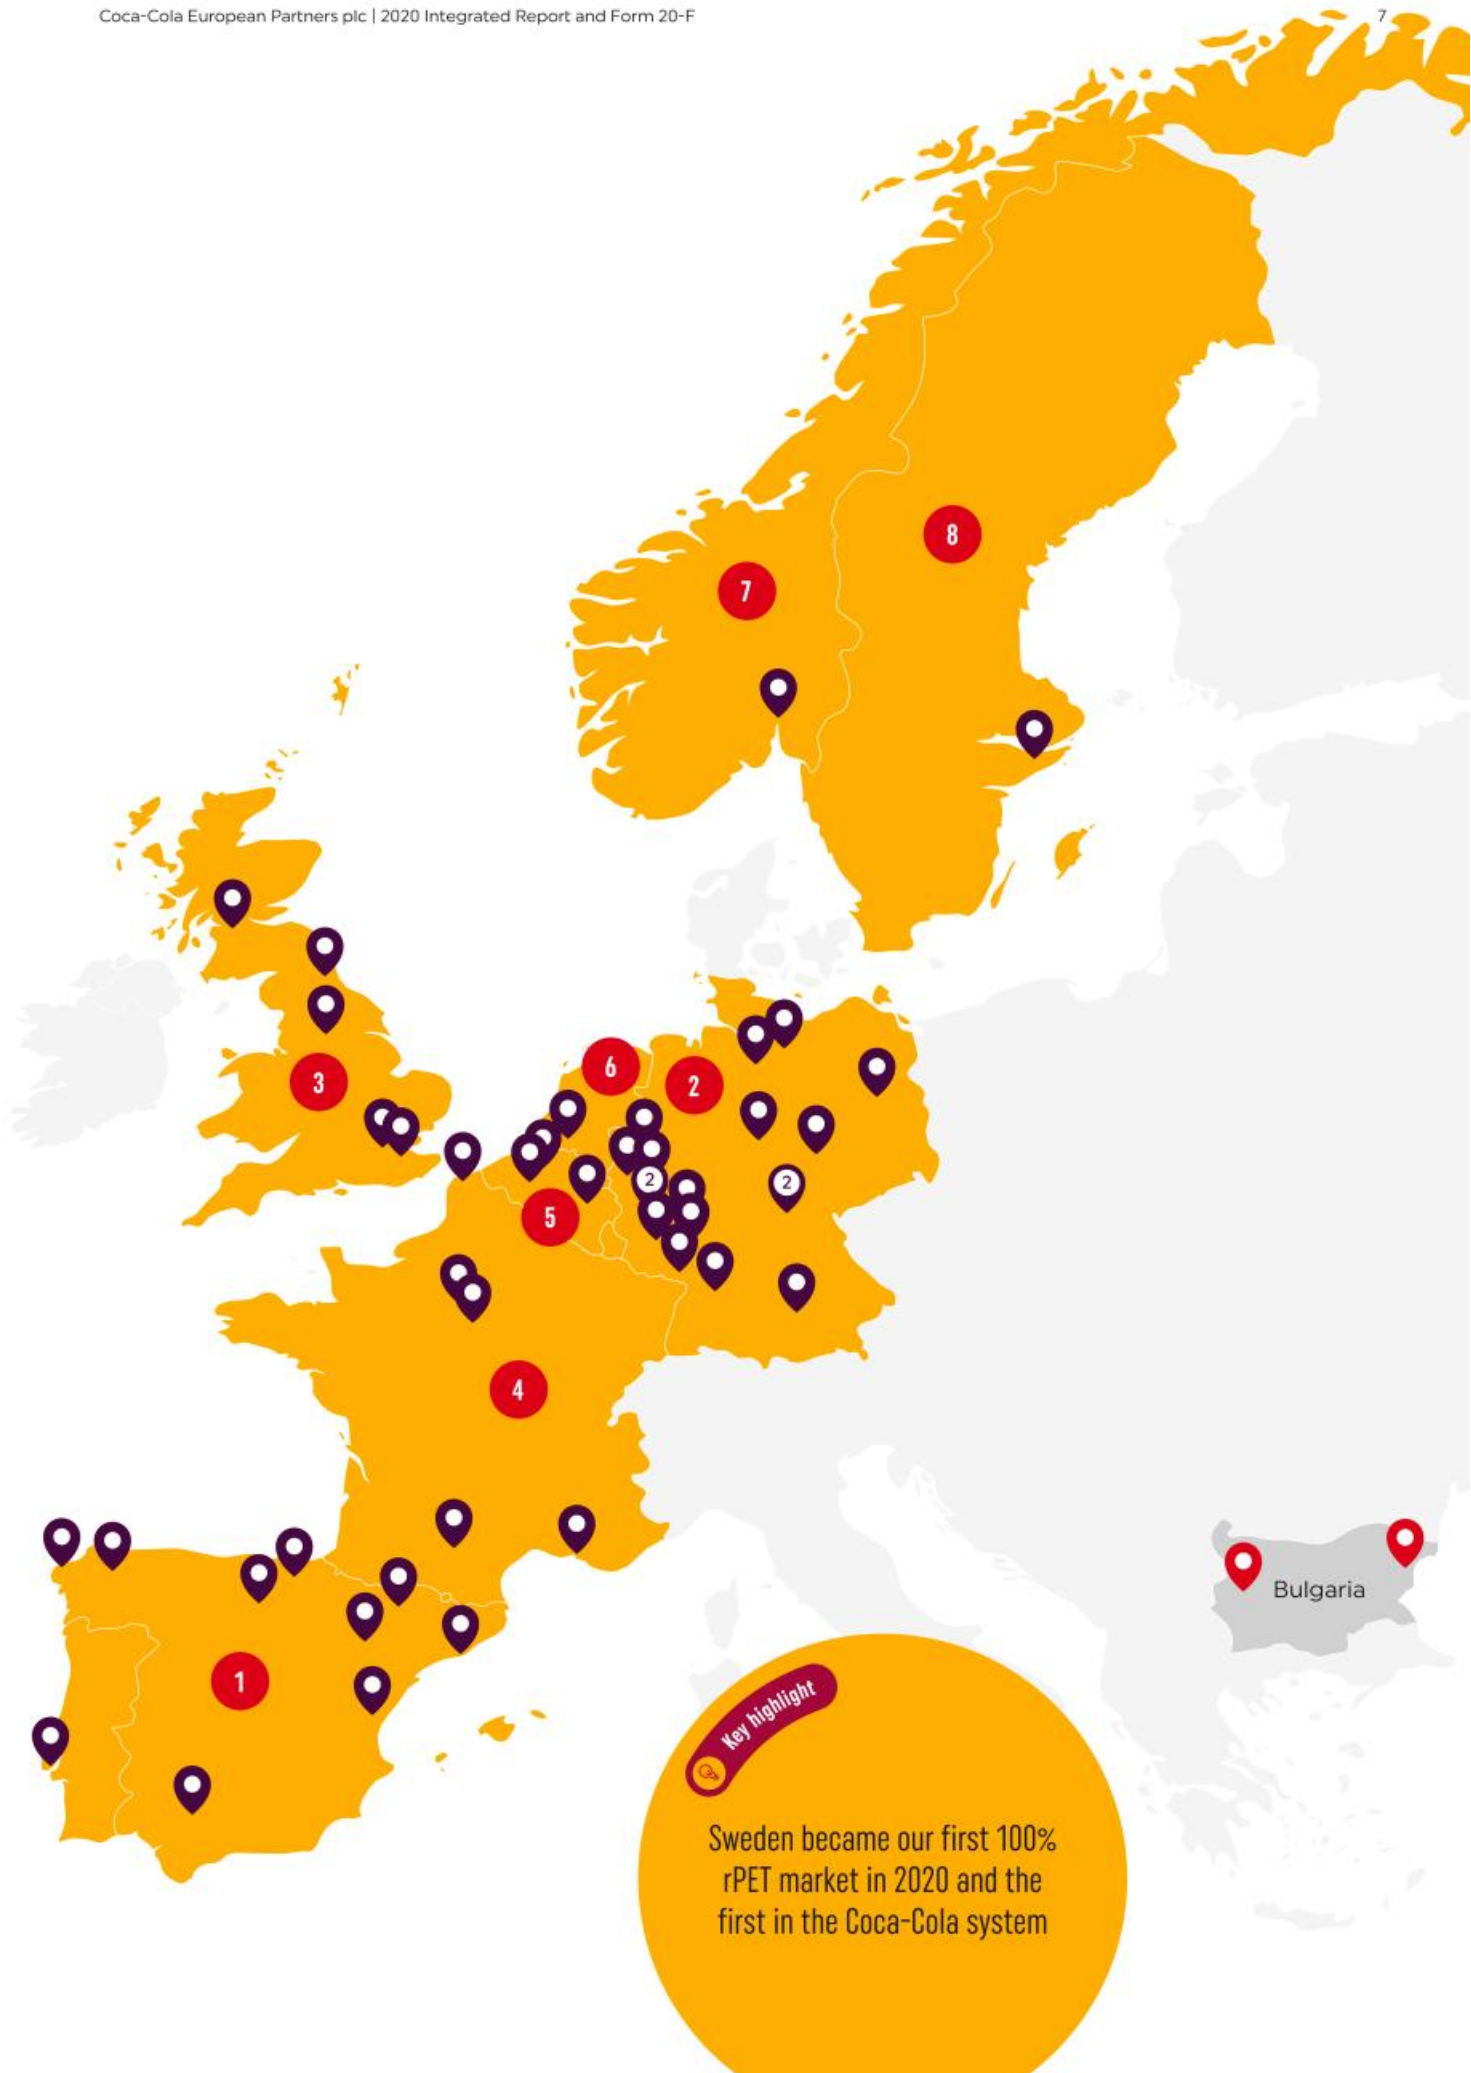 Coca-Cola European Partners plc | 2020 Integrated Report and Form 20-F
7
8
7
3
6
2
2
2
5
4
Bulgaria
1
Key highlight
Sweden became our first 100%
rPET market in 2020 and the
first in the Coca-Cola system